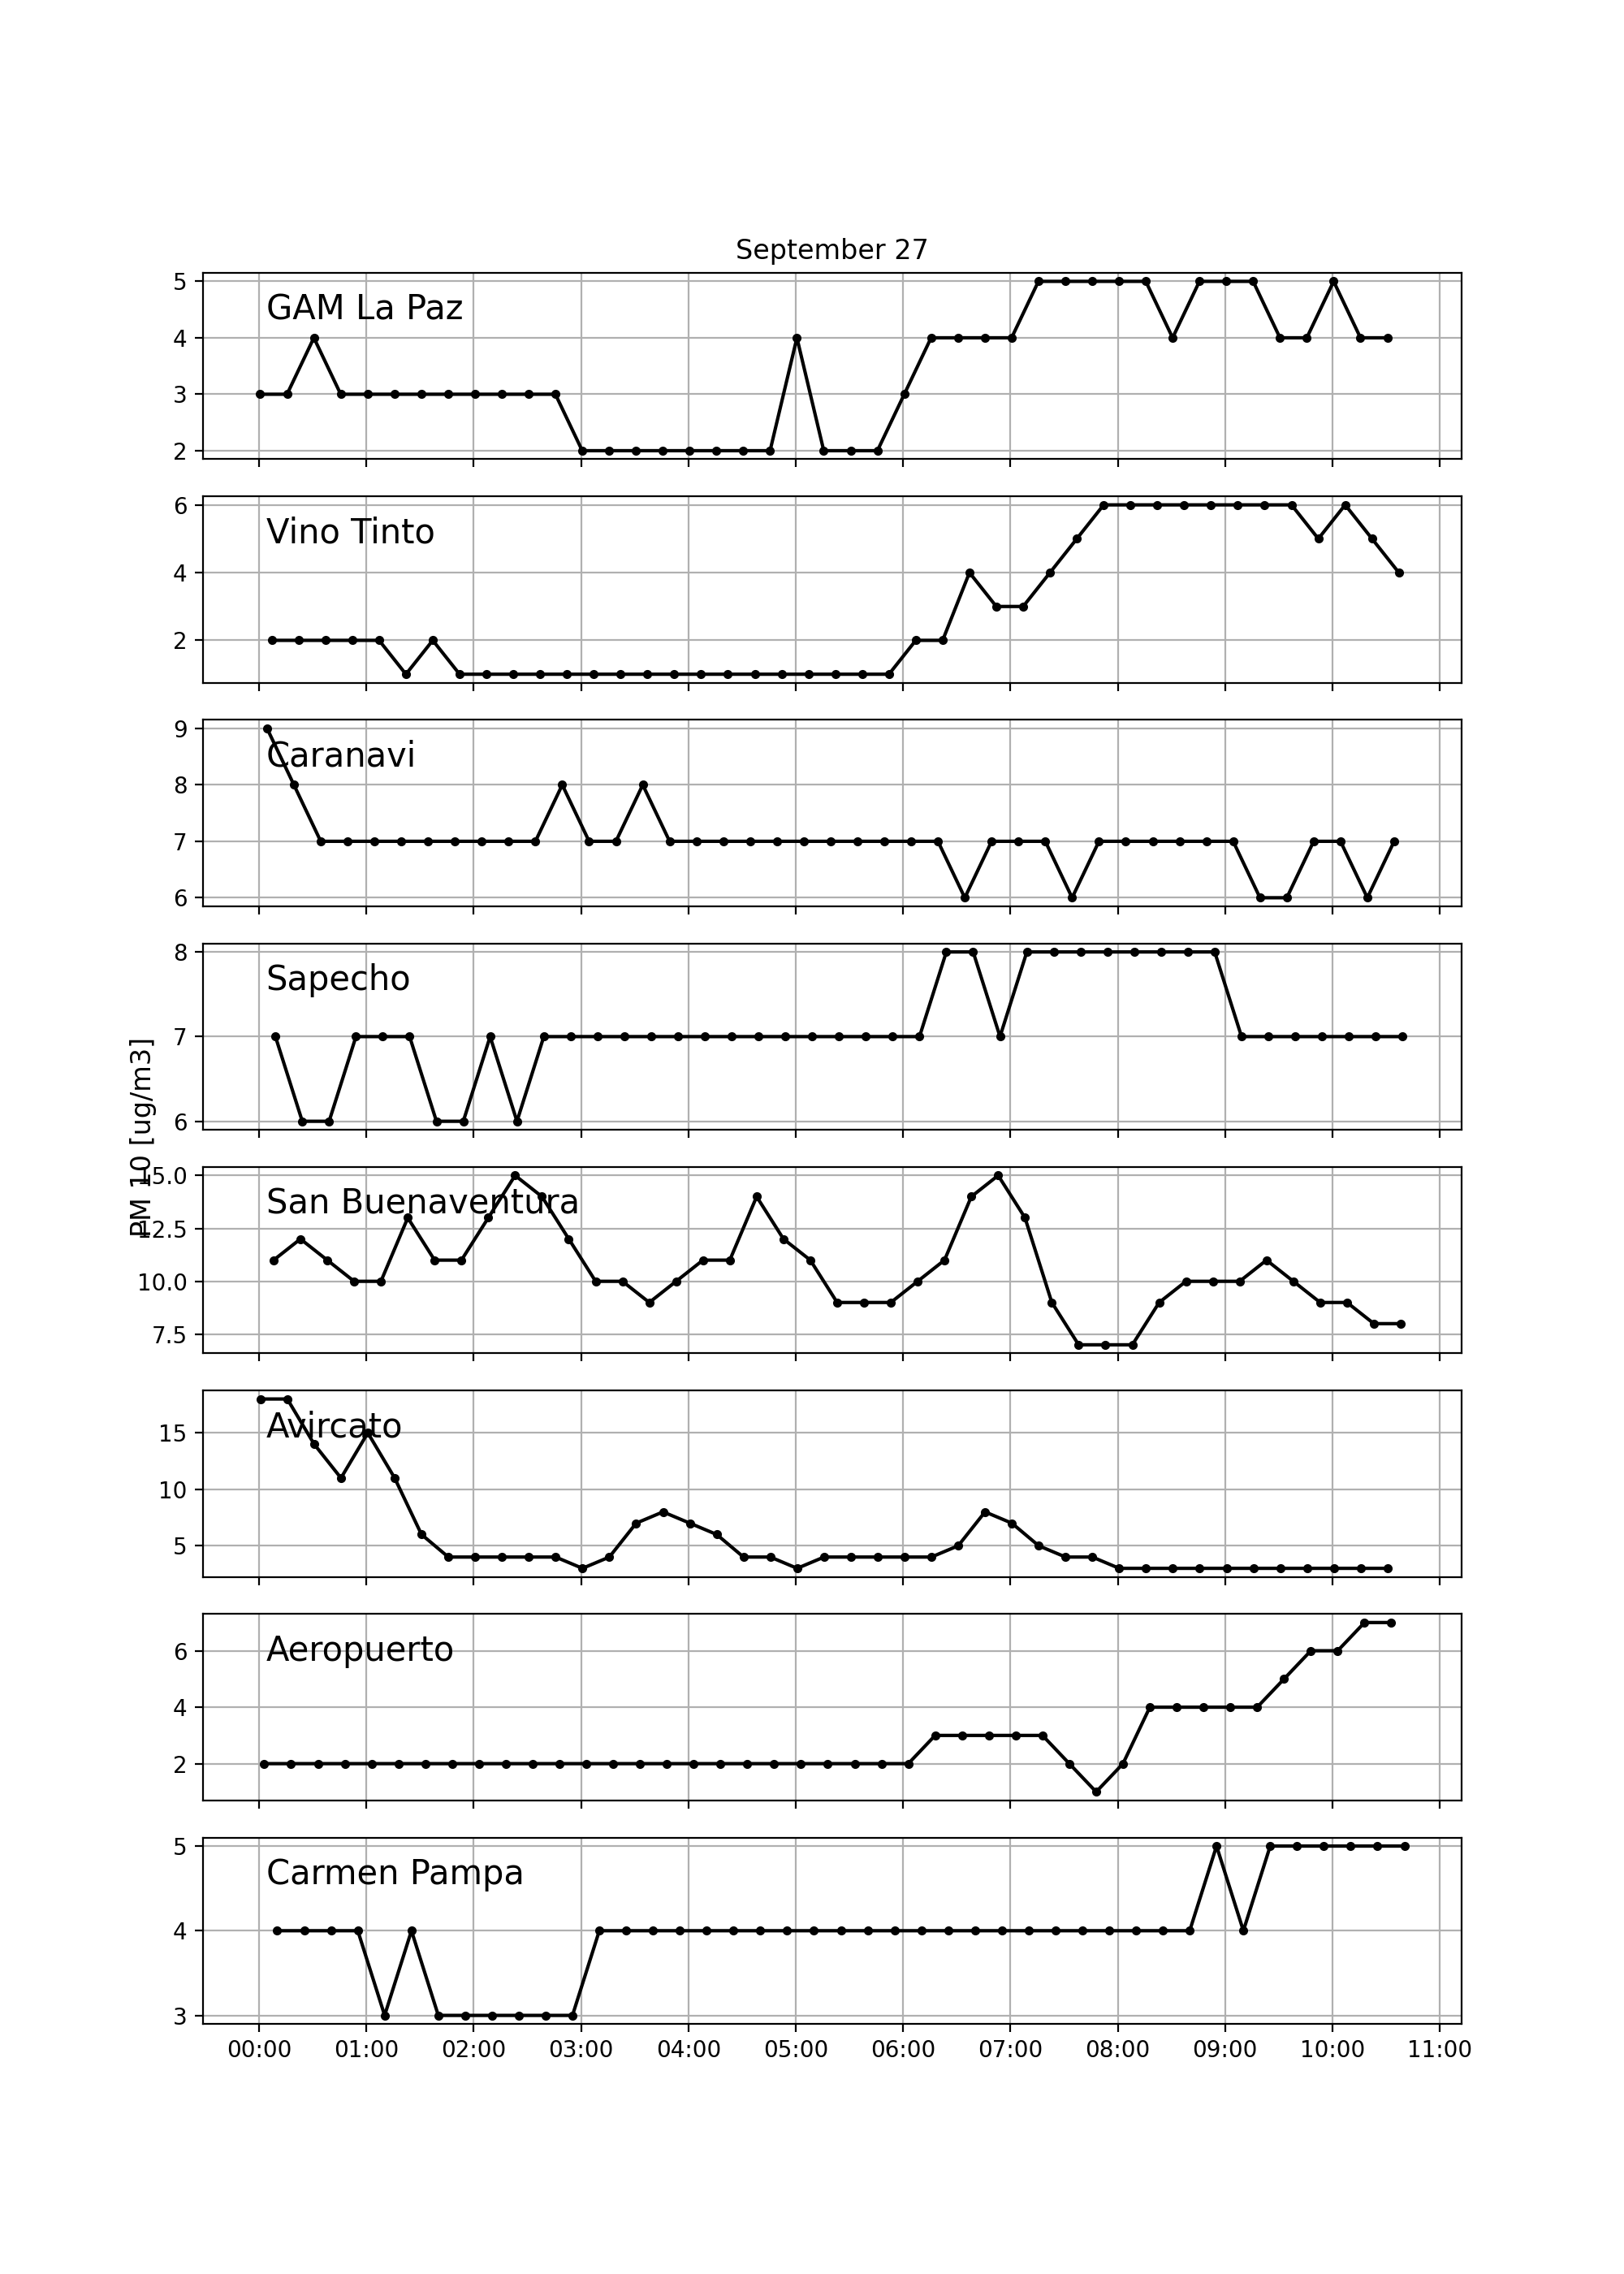 September 27
5
GAM La Paz
4
3
2
6
Vino Tinto
4
2
9
Caranavi
8
7
6
8
Sapecho
7
6
PM 10 [ug/m3]
15.0
San Buenaventura
12.5
10.0
7.5
Avircato
15
10
5
Aeropuerto
6
4
2
5
Carmen Pampa
4
3
00:00 01:00 02:00 03:00 04:00 05:00 06:00 07:00 08:00 09:00 10:00 11:00